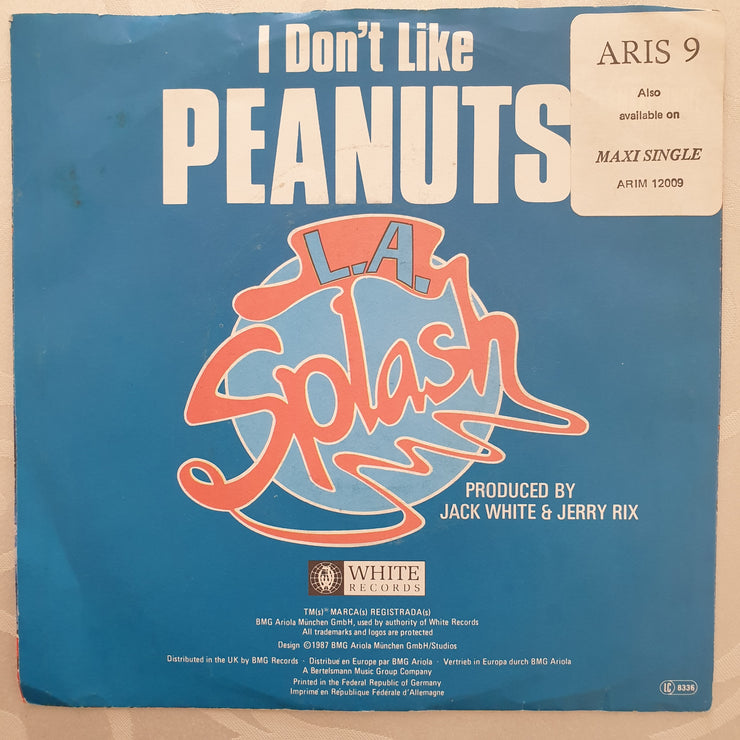 I Don't Like
PEANUTS
ARIS 9
Also
available on
MAXI SINGLE
ARIM 12009
L.A.
Splash
PRODUCED BY
JACK WHITE & JERRY RIX
WHITE
RECORDS
TM(s)® MARCA(s) REGISTRADA(s)
BMG Ariola München GmbH, used by authority of White Records
All trademarks and logos are protected
Design ©1987 BMG Ariola München GmbH/Studios
Distributed in the UK by BMG Records · Distribué en Europe par BMG Ariola · Vertrieb in Europa durch BMG Ariola
A Bertelsmann Music Group Company
Printed in the Federal Republic of Germany
Imprimé en République Fédérale d'Allemagne
LC 8336